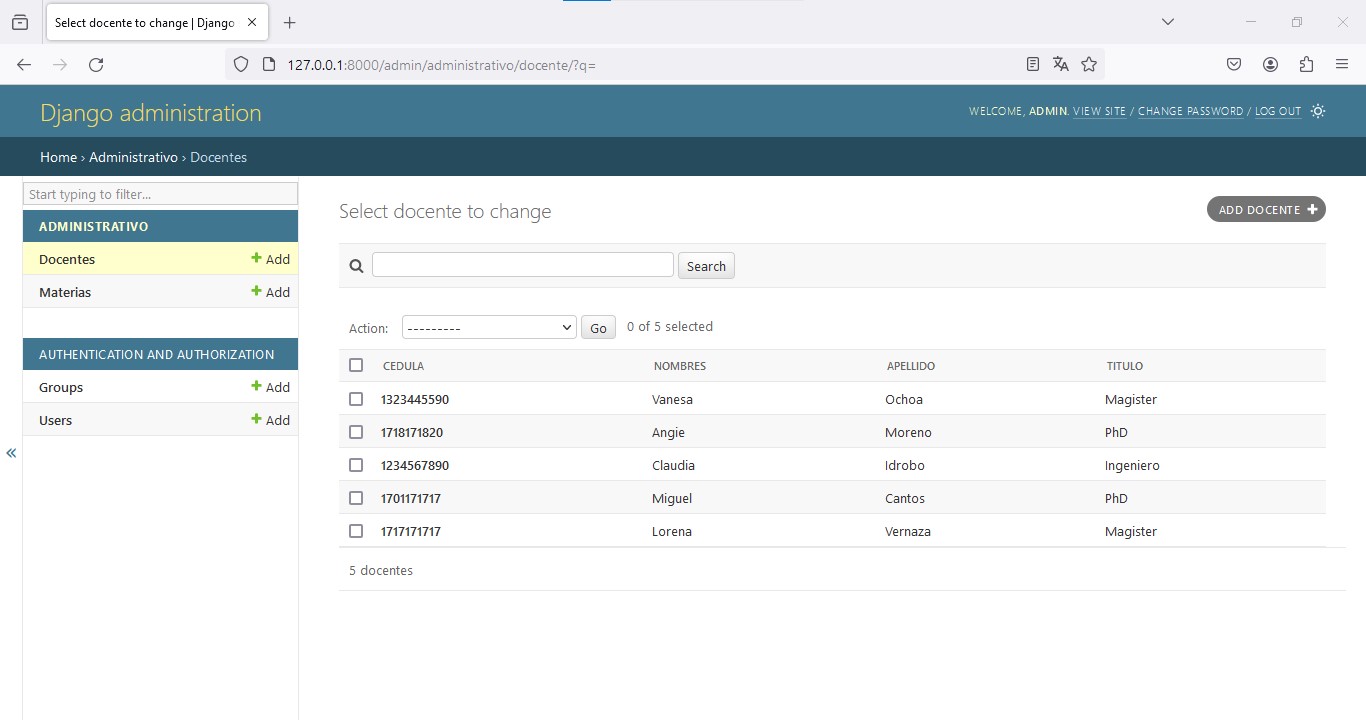 Select docente to change | Django
127.0.0.1:8000/admin/administrativo/docente/?q=
Django administration
WELCOME, ADMIN. VIEW SITE / CHANGE PASSWORD / LOG OUT
Home › Administrativo › Docentes
Start typing to filter...
ADMINISTRATIVO
Docentes + Add
Materias + Add
AUTHENTICATION AND AUTHORIZATION
Groups + Add
Users + Add
«
Select docente to change
ADD DOCENTE +
Search
Action: --------- Go 0 of 5 selected
CEDULA NOMBRES APELLIDO TITULO
1323445590 Vanesa Ochoa Magister
1718171820 Angie Moreno PhD
1234567890 Claudia Idrobo Ingeniero
1701171717 Miguel Cantos PhD
1717171717 Lorena Vernaza Magister
5 docentes